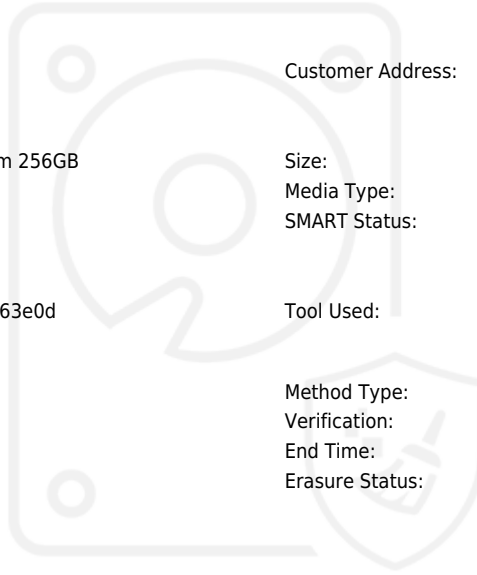 Customer Address:
m 256GB Size:
Media Type:
SMART Status:
63e0d Tool Used:
Method Type:
Verification:
End Time:
Erasure Status: